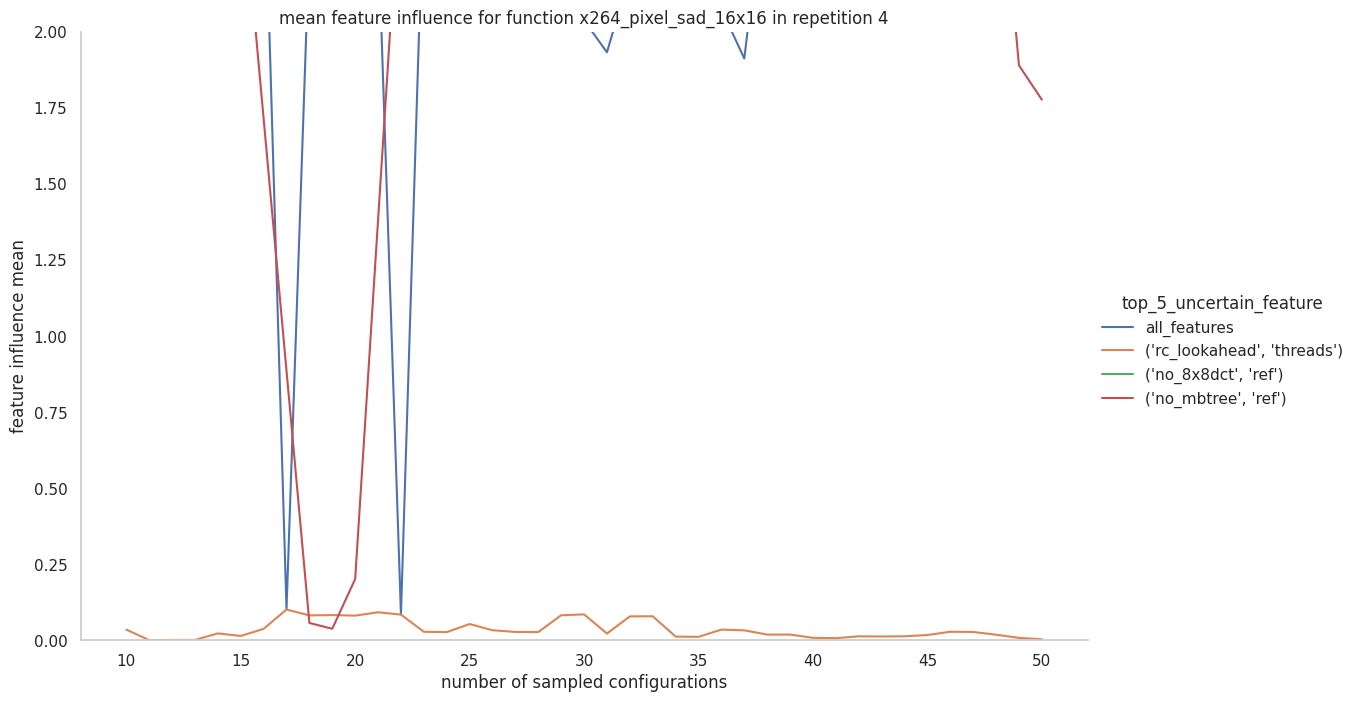 mean feature influence for function x264_pixel_sad_16x16 in repetition 4
2.00
1.75
1.50
1.25
1.00
0.75
0.50
0.25
0.00
feature influence mean
10 15 20 25 30 35 40 45 50
number of sampled configurations
top_5_uncertain_feature
all_features
('rc_lookahead', 'threads')
('no_8x8dct', 'ref')
('no_mbtree', 'ref')